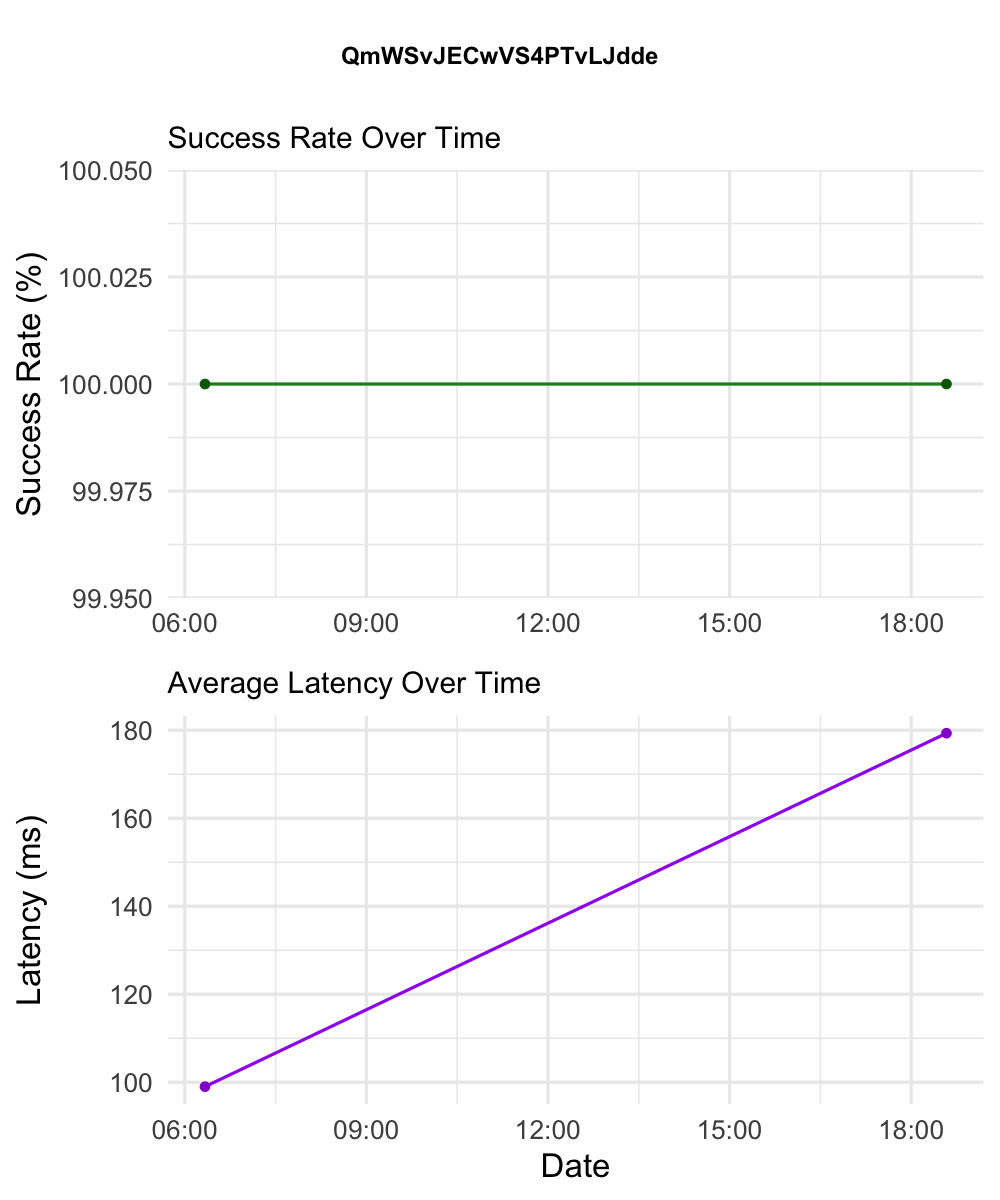 QmWSvJECwVS4PTvLJdde
Success Rate Over Time
Success Rate (%)
100.050
100.025
100.000
99.975
99.950
06:00 09:00 12:00 15:00 18:00
Average Latency Over Time
Latency (ms)
180
160
140
120
100
06:00 09:00 12:00 15:00 18:00
Date